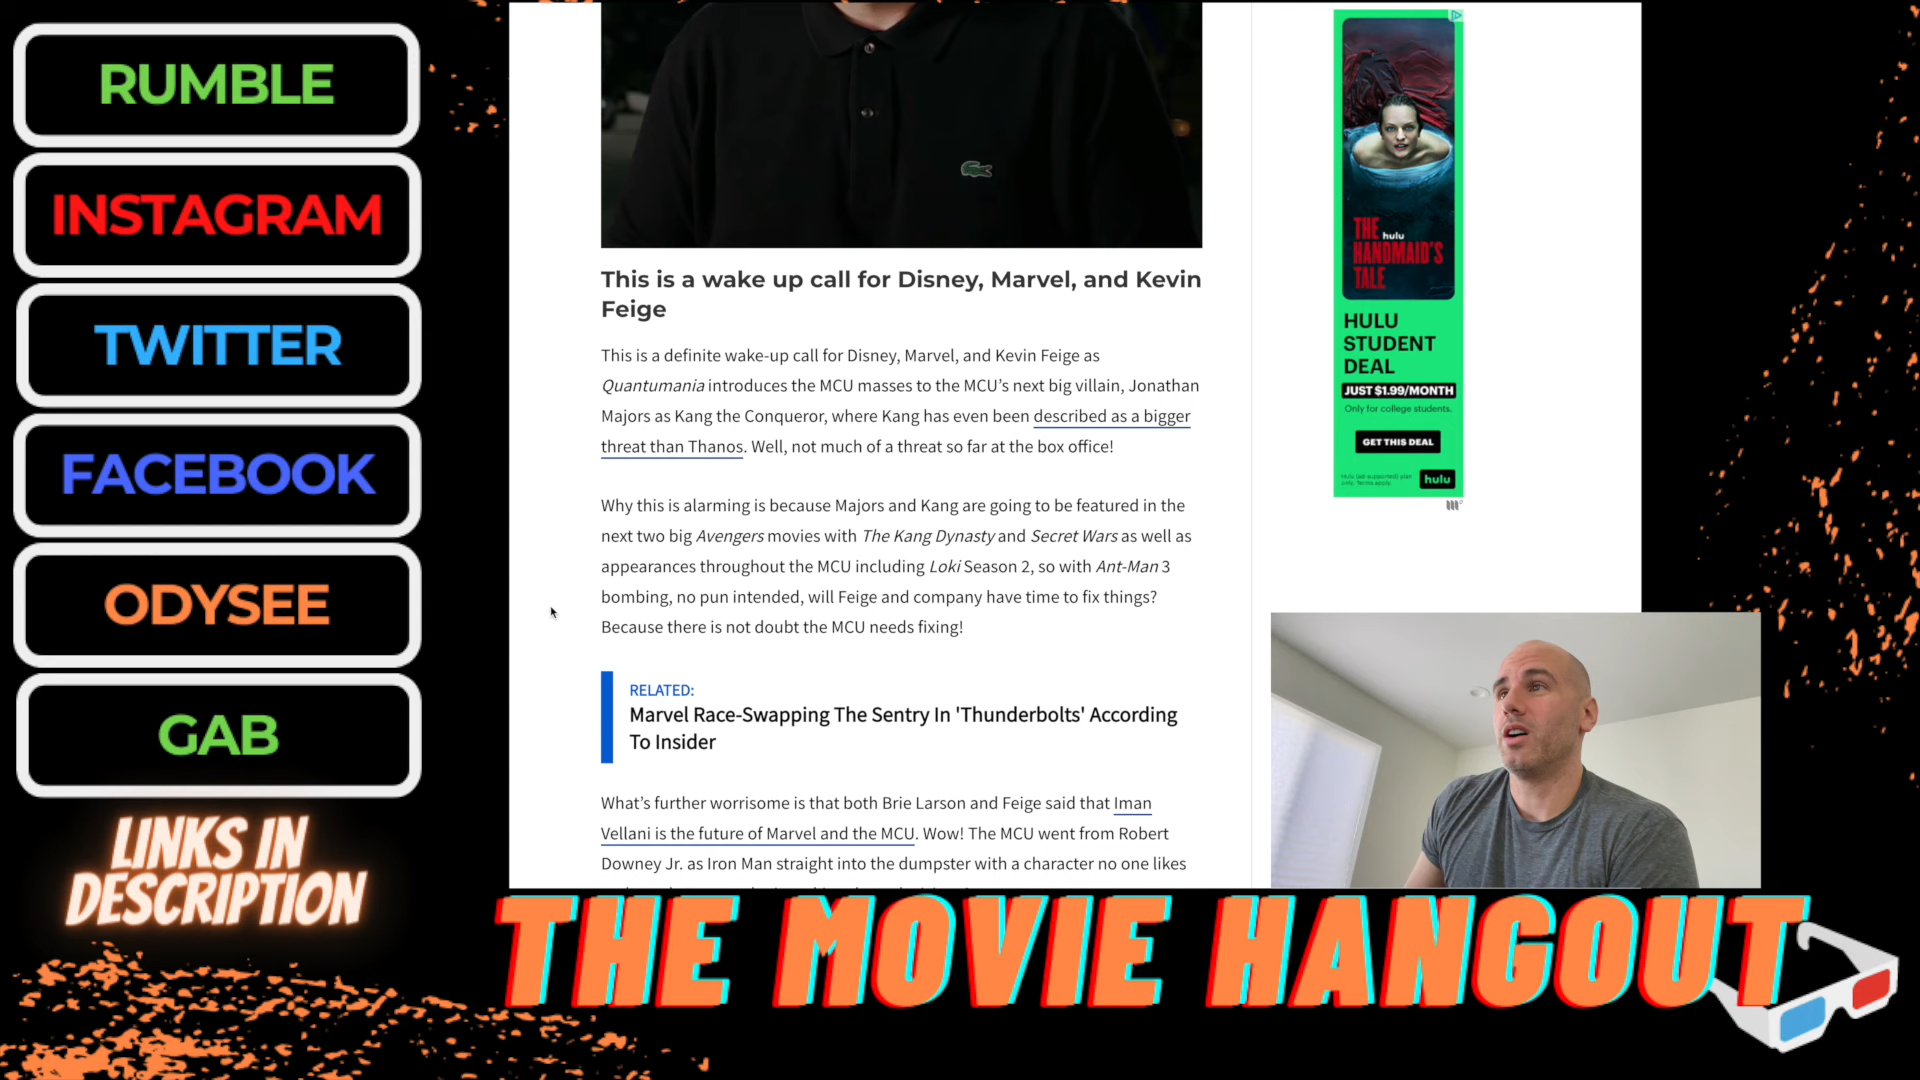 RUMBLE
INSTAGRAM
TWITTER
FACEBOOK
ODYSEE
GAB
LINKS IN
DESCRIPTION
This is a wake up call for Disney, Marvel, and Kevin
Feige
This is a definite wake-up call for Disney, Marvel, and Kevin Feige as
Quantumania introduces the MCU masses to the MCU’s next big villain, Jonathan
Majors as Kang the Conqueror, where Kang has even been described as a bigger
threat than Thanos. Well, not much of a threat so far at the box office!
Why this is alarming is because Majors and Kang are going to be featured in the
next two big Avengers movies with The Kang Dynasty and Secret Wars as well as
appearances throughout the MCU including Loki Season 2, so with Ant-Man 3
bombing, no pun intended, will Feige and company have time to fix things?
Because there is not doubt the MCU needs fixing!
RELATED:
Marvel Race-Swapping The Sentry In 'Thunderbolts' According
To Insider
What’s further worrisome is that both Brie Larson and Feige said that Iman
Vellani is the future of Marvel and the MCU. Wow! The MCU went from Robert
Downey Jr. as Iron Man straight into the dumpster with a character no one likes
hulu
THE
HANDMAID'S
TALE
HULU
STUDENT
DEAL
JUST $1.99/MONTH
Only for college students.
GET THIS DEAL
Hulu (ad-supported) plan
only. Terms apply.
hulu
THE MOVIE HANGOUT